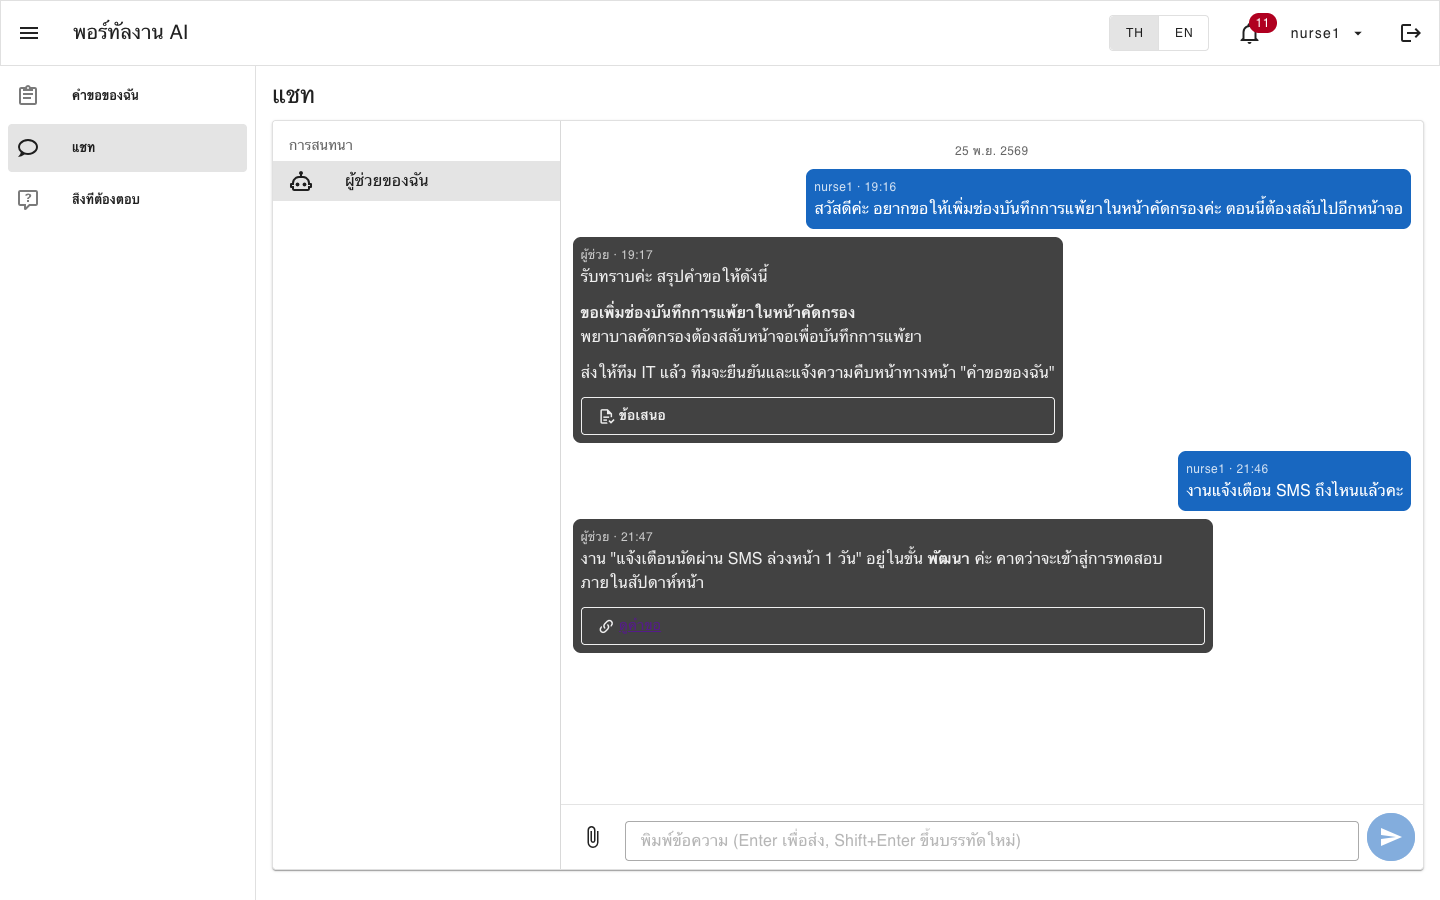 พอร์ทัลงาน AI
TH
EN
11
nurse1
คำขอของฉัน
แชท
สิ่งที่ต้องตอบ
แชท
การสนทนา
ผู้ช่วยของฉัน
25 พ.ย. 2569
nurse1 · 19:16
สวัสดีค่ะ อยากขอให้เพิ่มช่องบันทึกการแพ้ยาในหน้าคัดกรองค่ะ ตอนนี้ต้องสลับไปอีกหน้าจอ
ผู้ช่วย · 19:17
รับทราบค่ะ สรุปคำขอให้ดังนี้
ขอเพิ่มช่องบันทึกการแพ้ยาในหน้าคัดกรอง
พยาบาลคัดกรองต้องสลับหน้าจอเพื่อบันทึกการแพ้ยา
ส่งให้ทีม IT แล้ว ทีมจะยืนยันและแจ้งความคืบหน้าทางหน้า "คำขอของฉัน"
ข้อเสนอ
nurse1 · 21:46
งานแจ้งเตือน SMS ถึงไหนแล้วคะ
ผู้ช่วย · 21:47
งาน "แจ้งเตือนนัดผ่าน SMS ล่วงหน้า 1 วัน" อยู่ในขั้น พัฒนา ค่ะ คาดว่าจะเข้าสู่การทดสอบ
ภายในสัปดาห์หน้า
ดูคำขอ
พิมพ์ข้อความ (Enter เพื่อส่ง, Shift+Enter ขึ้นบรรทัดใหม่)